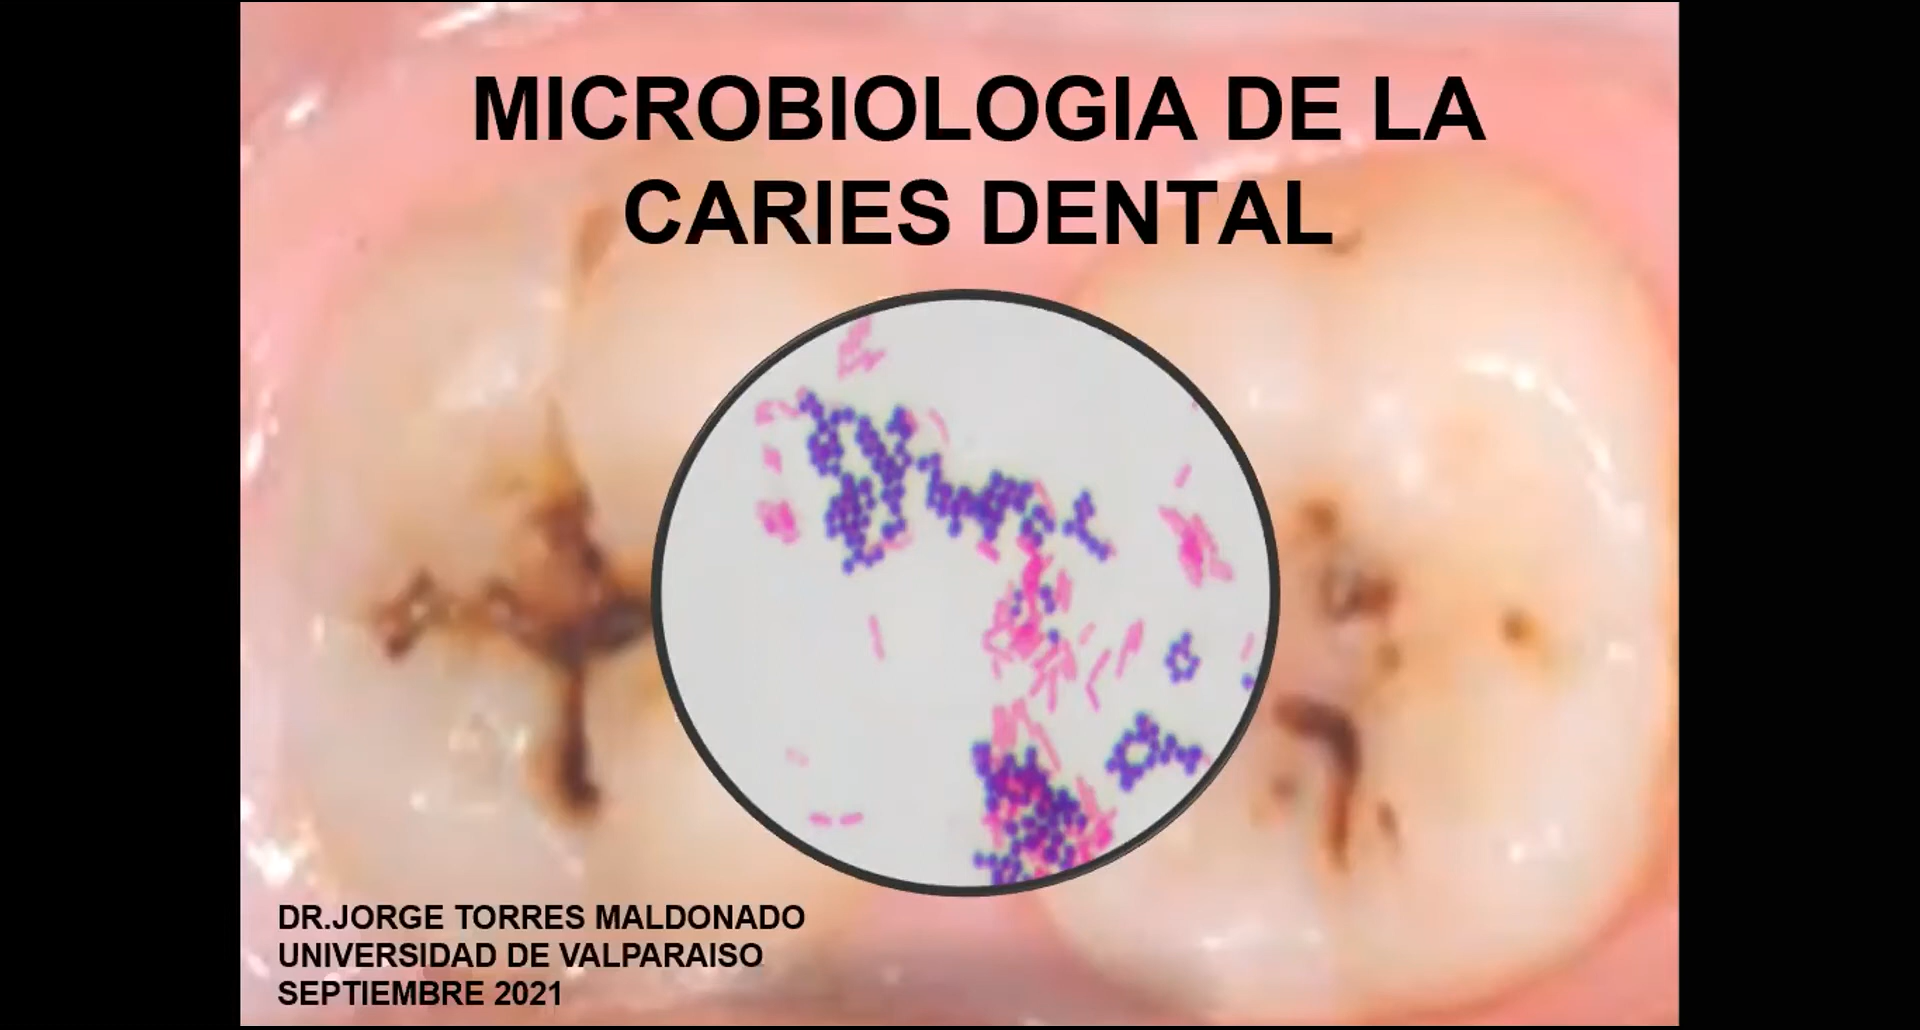 MICROBIOLOGIA DE LA
CARIES DENTAL
DR.JORGE TORRES MALDONADO
UNIVERSIDAD DE VALPARAISO
SEPTIEMBRE 2021